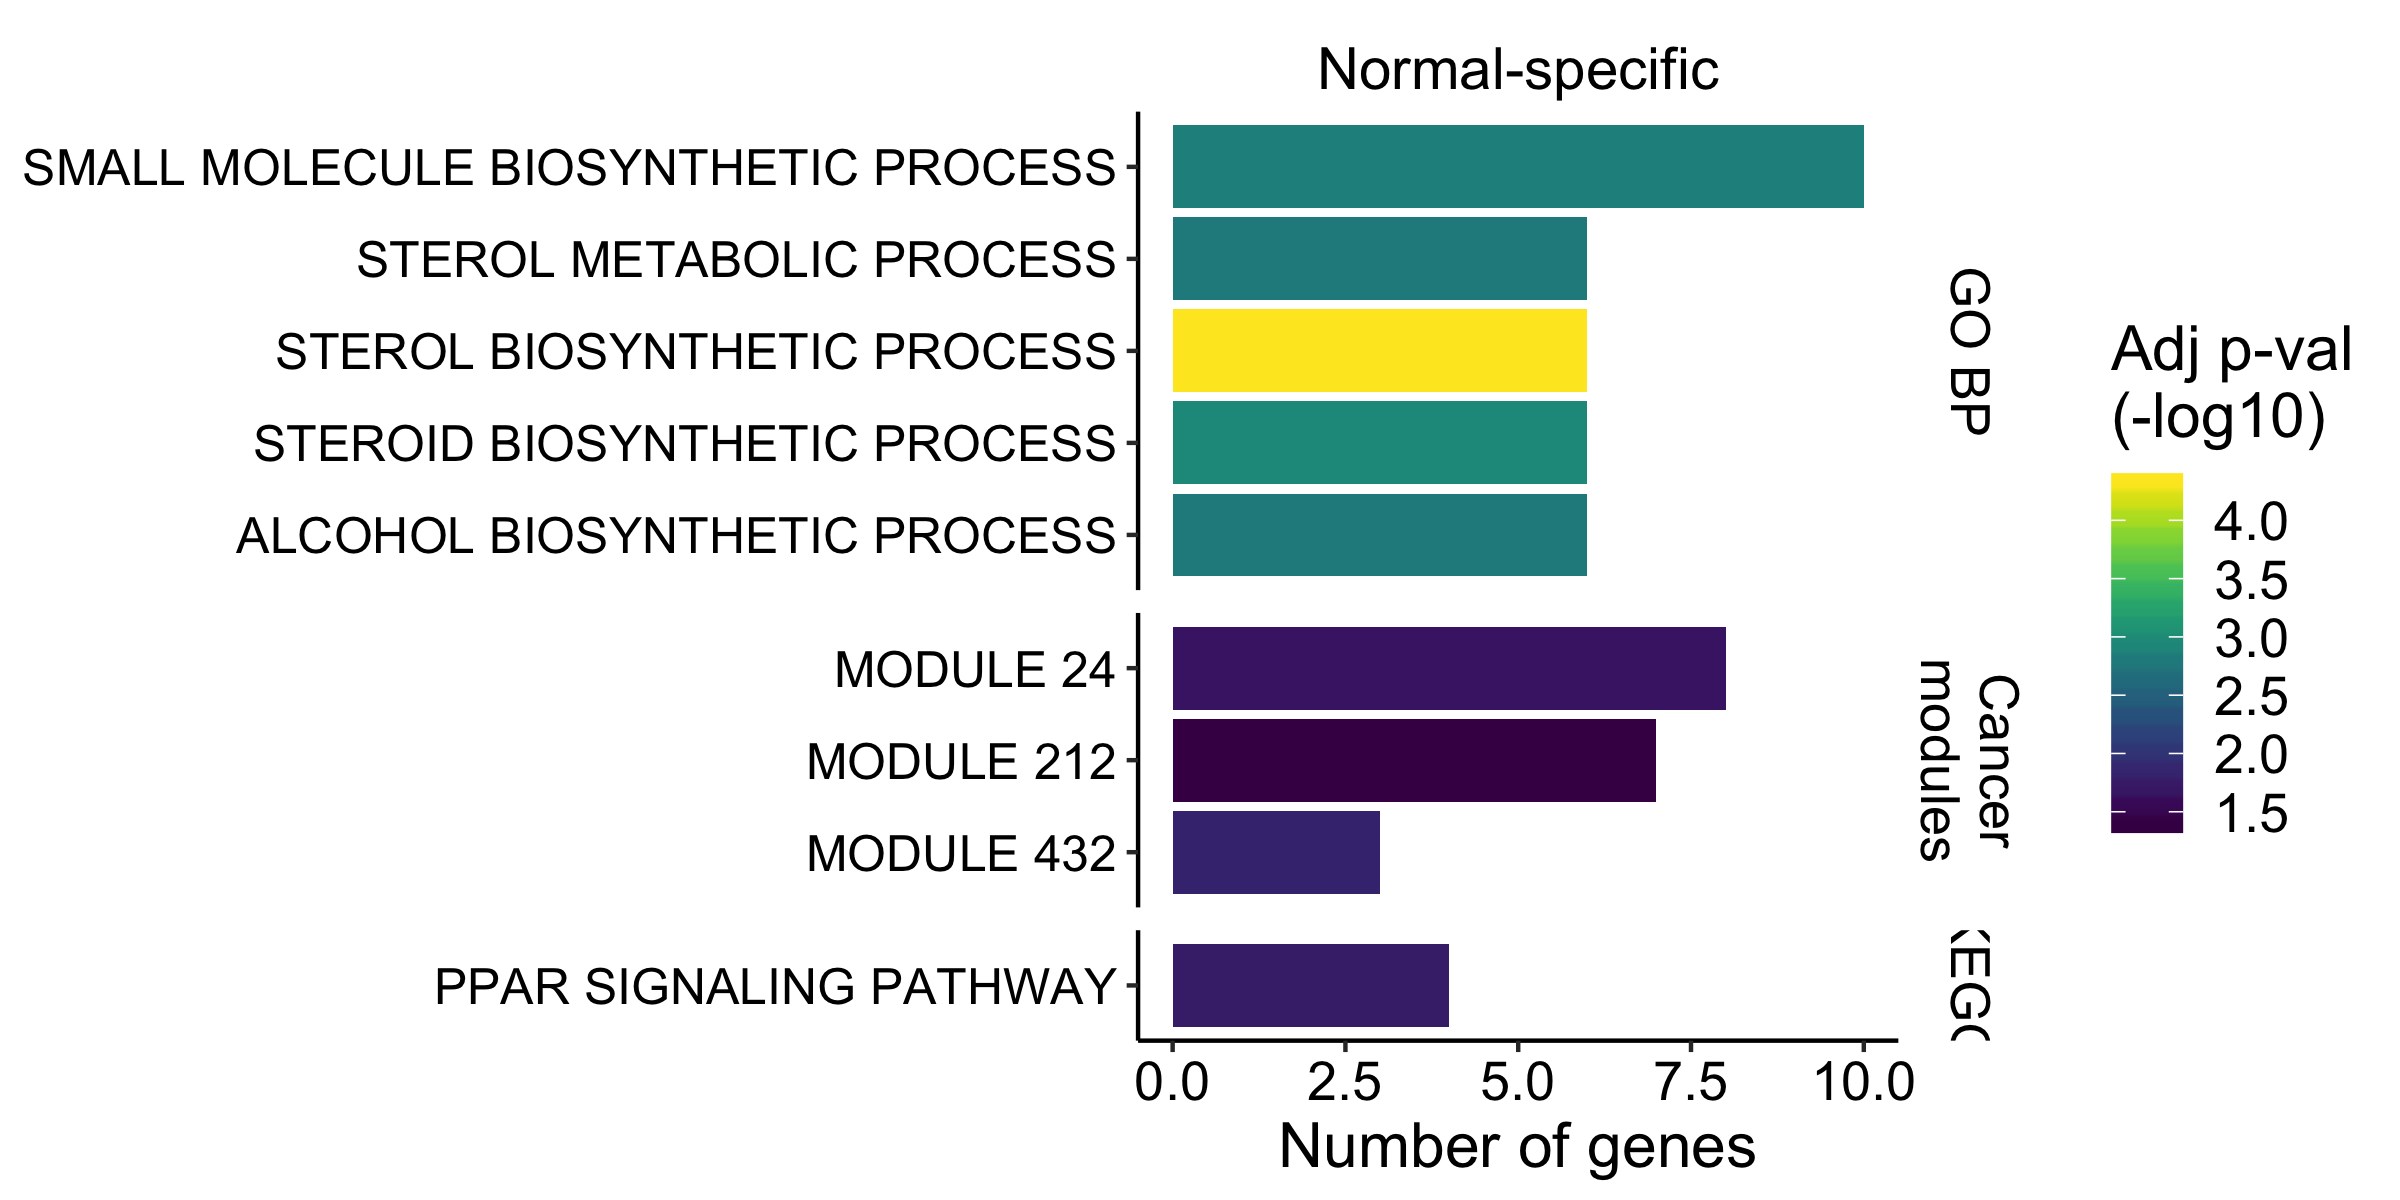 Normal-specific
SMALL MOLECULE BIOSYNTHETIC PROCESS
STEROL METABOLIC PROCESS
STEROL BIOSYNTHETIC PROCESS
STEROID BIOSYNTHETIC PROCESS
ALCOHOL BIOSYNTHETIC PROCESS
GO BP
MODULE 24
MODULE 212
MODULE 432
Cancer
modules
PPAR SIGNALING PATHWAY
0.0 2.5 5.0 7.5 10.0
Number of genes
Adj p-val
(-log10)
4.0
3.5
3.0
2.5
2.0
1.5